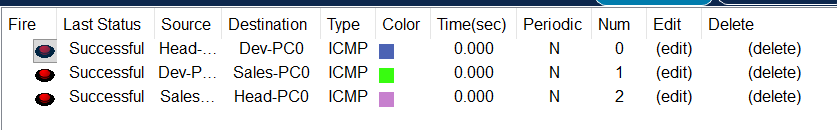 Fire Last Status Source Destination Type Color Time(sec) Periodic Num Edit Delete
Successful Head-... Dev-PC0 ICMP 0.000 N 0 (edit) (delete)
Successful Dev-P... Sales-PC0 ICMP 0.000 N 1 (edit) (delete)
Successful Sales... Head-PC0 ICMP 0.000 N 2 (edit) (delete)